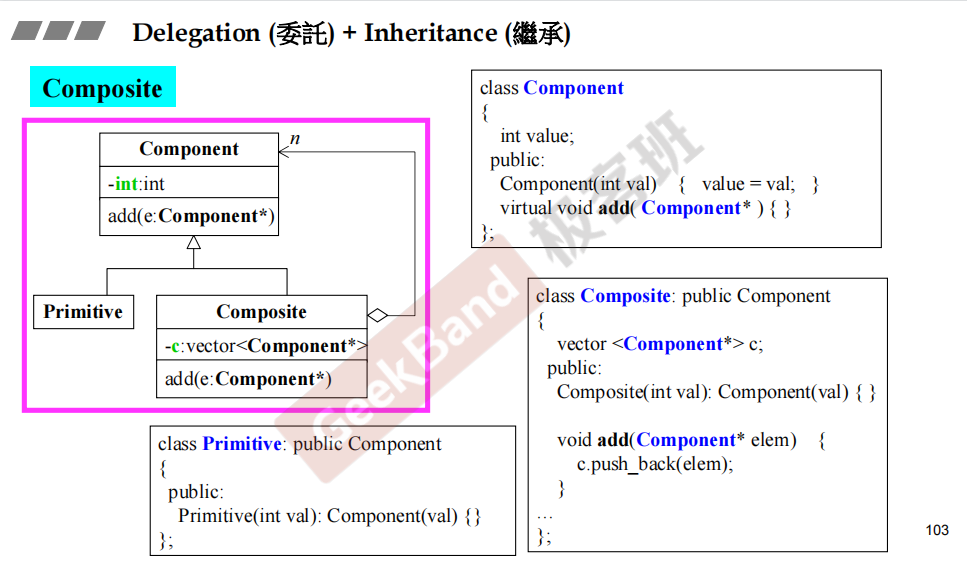 Delegation (委託) + Inheritance (繼承)
Composite
Component
-int:int
add(e:Component*)
n
Primitive
Composite
-c:vector<Component*>
add(e:Component*)
class Component
{
int value;
public:
Component(int val) { value = val; }
virtual void add( Component* ) { }
};
class Composite: public Component
{
vector <Component*> c;
public:
Composite(int val): Component(val) { }
void add(Component* elem) {
c.push_back(elem);
}
…
};
class Primitive: public Component
{
public:
Primitive(int val): Component(val) {}
};
GeekBand 极客班
103